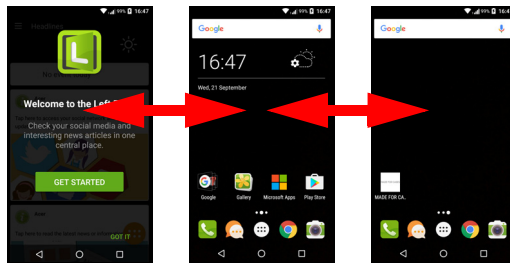 99% 16:47
Headlines
L
Welcome to the Left
Check your social media and
interesting news articles in one
central place.
GET STARTED
GOT IT
99% 16:47
Google
16:47
Wed, 21 September
Google
Gallery
Microsoft Apps
Play Store
99% 16:47
Google
MADE FOR CA..